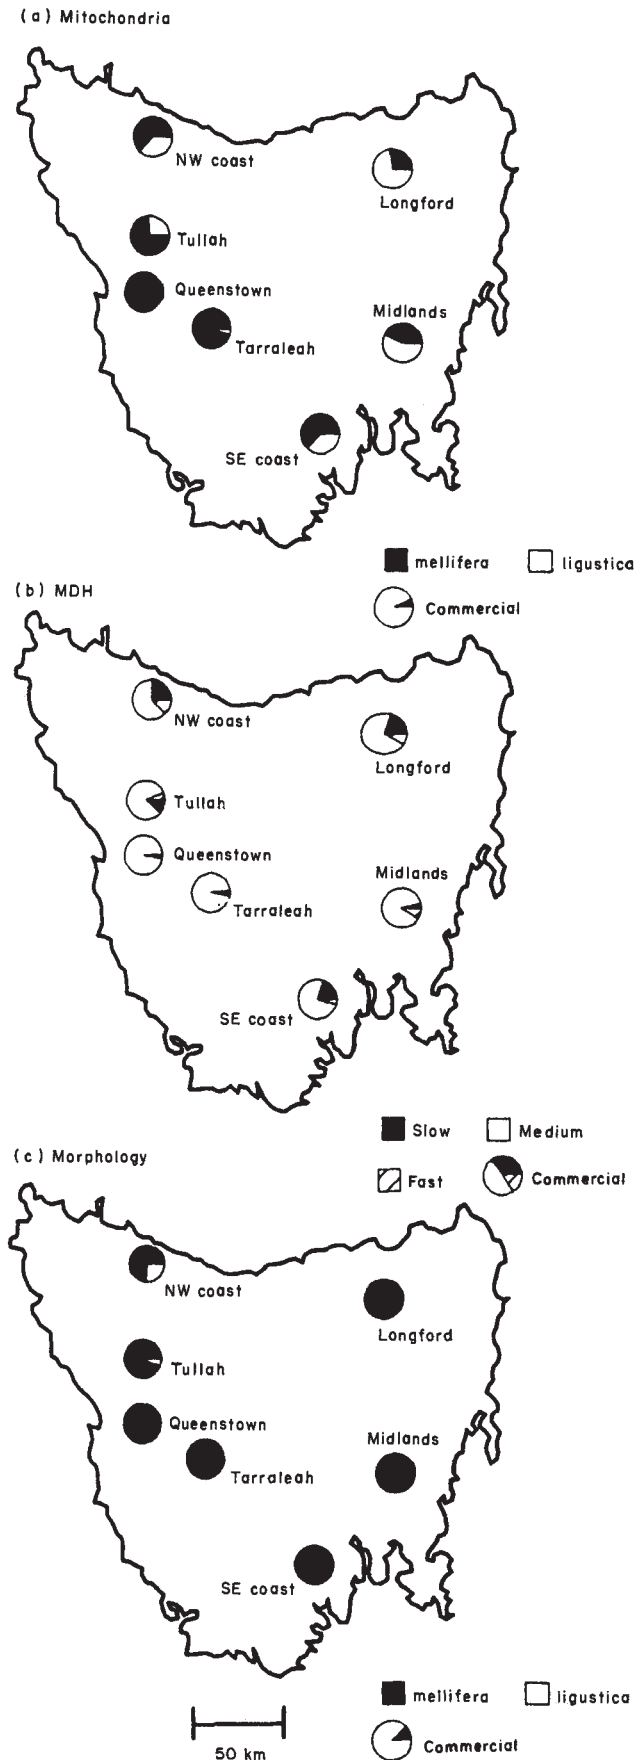 (a) Mitochondria
NW coast
Longford
Tullah
Queenstown
Midlands
Tarraleah
SE coast
mellifera ligustica
(b) MDH
Commercial
NW coast
Longford
Tullah
Queenstown
Midlands
Tarraleah
SE coast
Slow Medium
(c) Morphology
Fast Commercial
NW coast
Longford
Tullah
Queenstown
Midlands
Tarraleah
SE coast
mellifera ligustica
Commercial
50 km